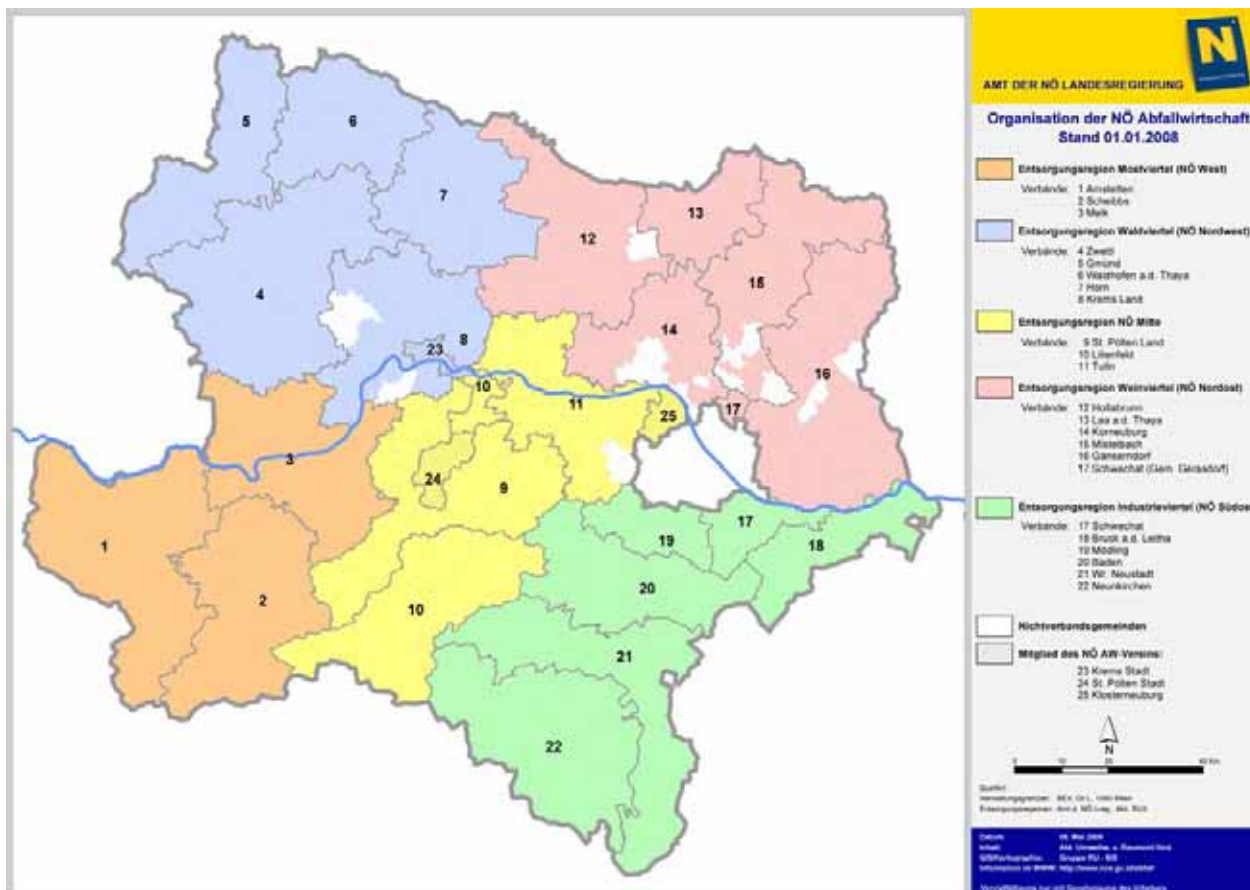 N
AMT DER NÖ LANDESREGIERUNG
Organisation der NÖ Abfallwirtschaft
Stand 01.01.2008
Entsorgungsregion Mostviertel (NÖ West)
Verbände: 1 Amstetten
2 Scheibbs
3 Melk
Entsorgungsregion Waldviertel (NÖ Nordwest)
Verbände: 4 Zwettl
5 Gmünd
6 Waidhofen a.d. Thaya
7 Horn
8 Krems Land
Entsorgungsregion NÖ Mitte
Verbände: 9 St. Pölten Land
10 Lilienfeld
11 Tulln
Entsorgungsregion Weinviertel (NÖ Nordost)
Verbände: 12 Hollabrunn
13 Laa a.d. Thaya
14 Korneuburg
15 Mistelbach
16 Gänserndorf
17 Schwechat (Gem. Gerasdorf)
Entsorgungsregion Industrieviertel (NÖ Südost
Verbände: 17 Schwechat
18 Bruck a.d. Leitha
19 Mödling
20 Baden
21 Wr. Neustadt
22 Neunkirchen
Nichtverbandsgemeinden
Mitglied des NÖ AW-Vereins:
23 Krems Stadt
24 St. Pölten Stadt
25 Klosterneuburg
N
5
6
7
12
13
15
4
14
16
8
23
10
11
17
25
3
24
9
1
2
10
19
17
18
20
21
22